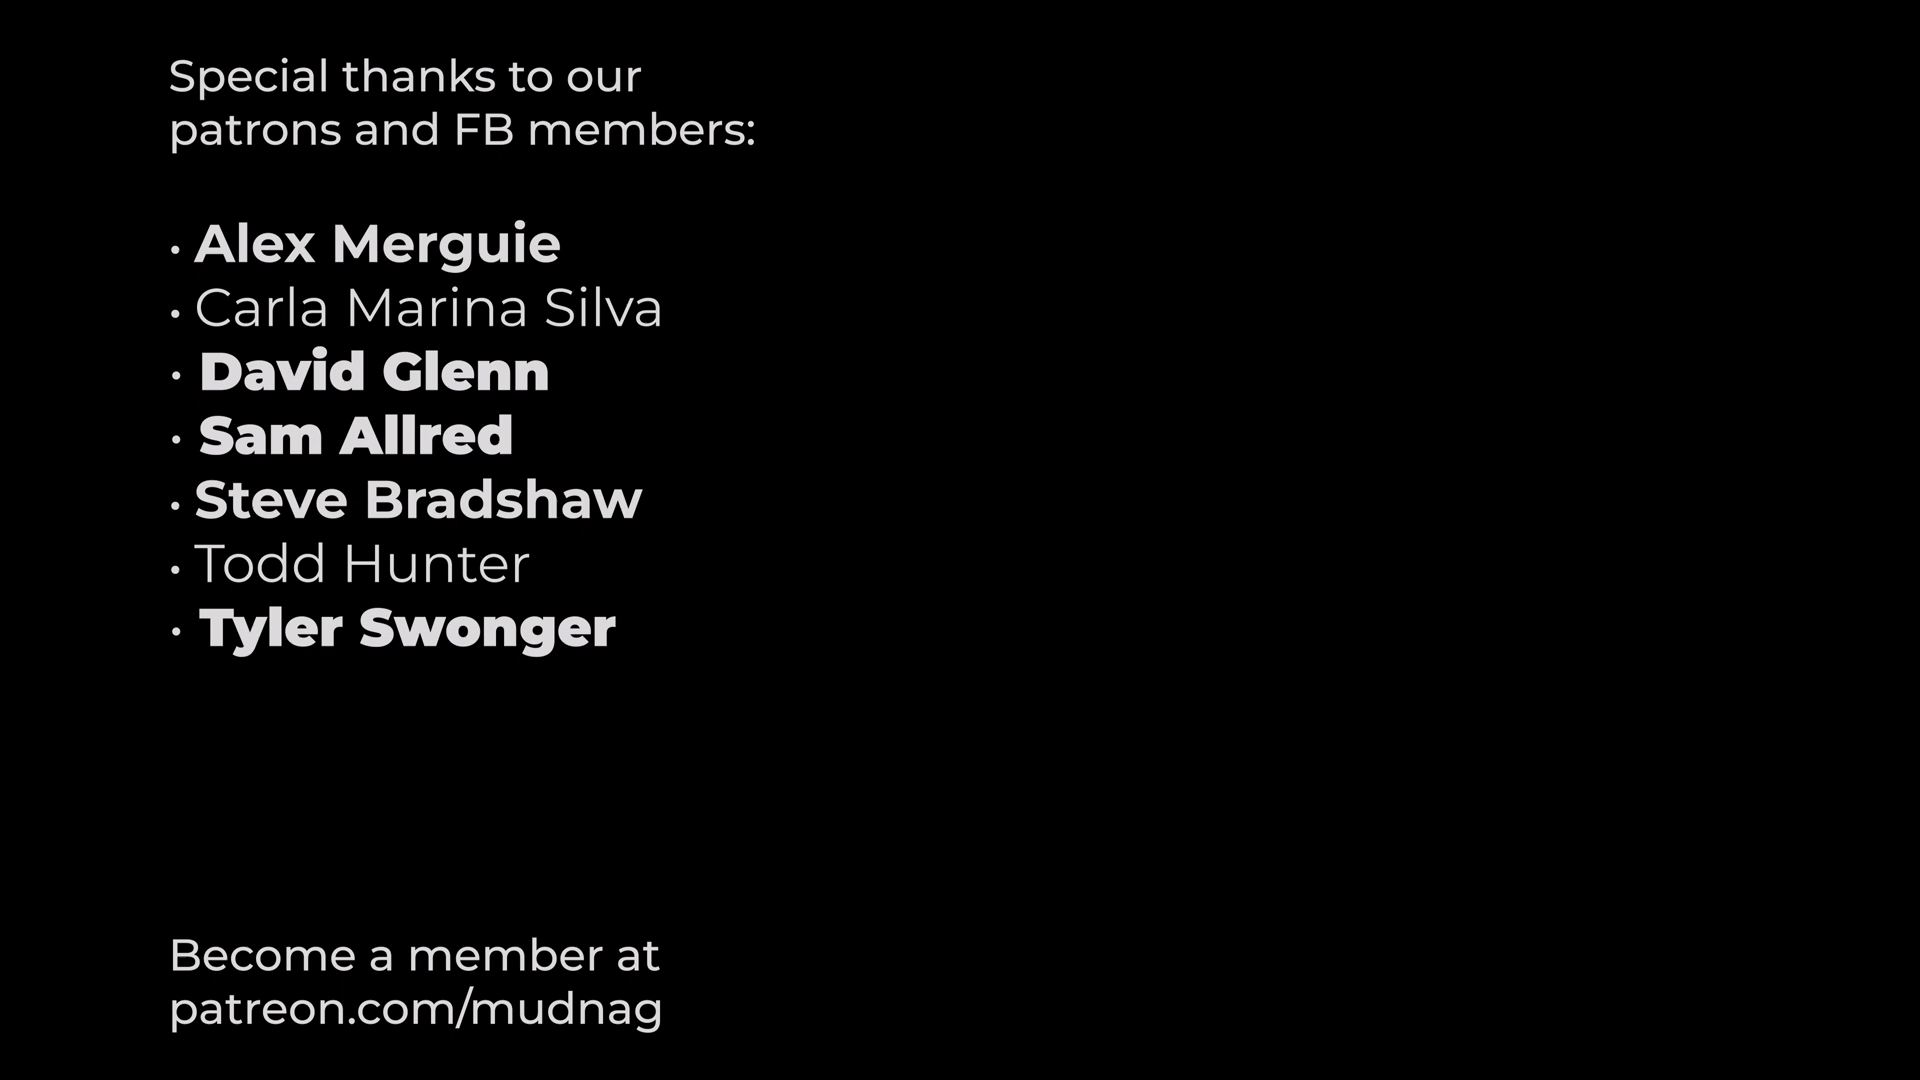 Special thanks to our
patrons and FB members:
• Alex Merguie
• Carla Marina Silva
• David Glenn
• Sam Allred
• Steve Bradshaw
• Todd Hunter
• Tyler Swonger
Become a member at
patreon.com/mudnag